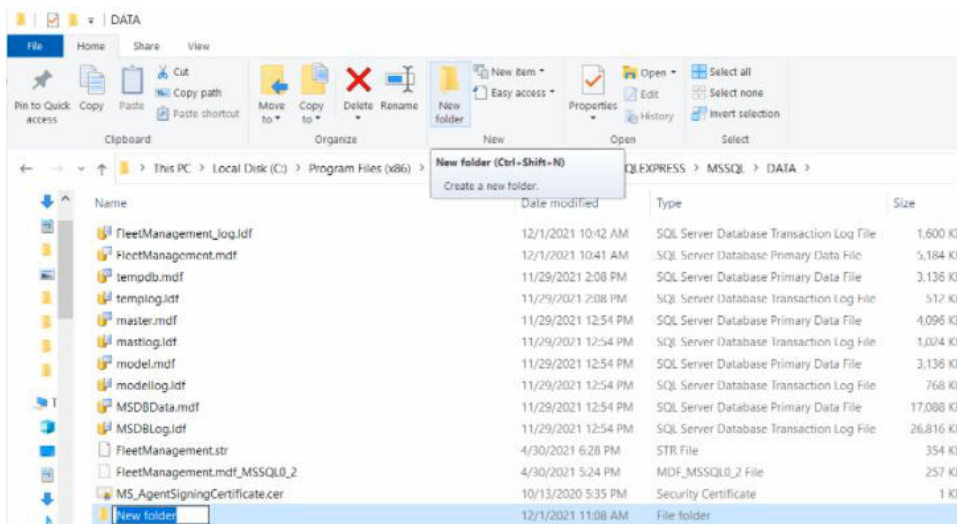 DATA
File Home Share View
Pin to Quick access
Copy
Paste
Cut
Copy path
Paste shortcut
Clipboard
Move to
Copy to
Delete
Rename
Organize
New folder
New item
Easy access
New
Properties
Open
Edit
History
Open
Select all
Select none
Invert selection
Select
This PC > Local Disk (C:) > Program Files (x86) > QLEXPRESS > MSSQL > DATA >
New folder (Ctrl+Shift+N)
Create a new folder.
Name Date modified Type Size
FleetManagement_log.ldf 12/1/2021 10:42 AM SQL Server Database Transaction Log File 1,600 K
FleetManagement.mdf 12/1/2021 10:41 AM SQL Server Database Primary Data File 5,184 K
tempdb.mdf 11/29/2021 2:08 PM SQL Server Database Primary Data File 3,136 K
templog.ldf 11/29/2021 2:08 PM SQL Server Database Transaction Log File 512 K
master.mdf 11/29/2021 12:54 PM SQL Server Database Primary Data File 4,096 K
mastlog.ldf 11/29/2021 12:54 PM SQL Server Database Transaction Log File 1,024 K
model.mdf 11/29/2021 12:54 PM SQL Server Database Primary Data File 3,136 K
modellog.ldf 11/29/2021 12:54 PM SQL Server Database Transaction Log File 768 K
MSDBData.mdf 11/29/2021 12:54 PM SQL Server Database Primary Data File 17,088 K
MSDBLog.ldf 11/29/2021 12:54 PM SQL Server Database Transaction Log File 26,816 K
FleetManagement.str 4/30/2021 6:28 PM STR File 354 K
FleetManagement.mdf_MSSQL0_2 4/30/2021 5:24 PM MDF_MSSQL0_2 File 257 K
MS_AgentSigningCertificate.cer 10/13/2020 5:35 PM Security Certificate 1 K
New folder 12/1/2021 11:08 AM File folder